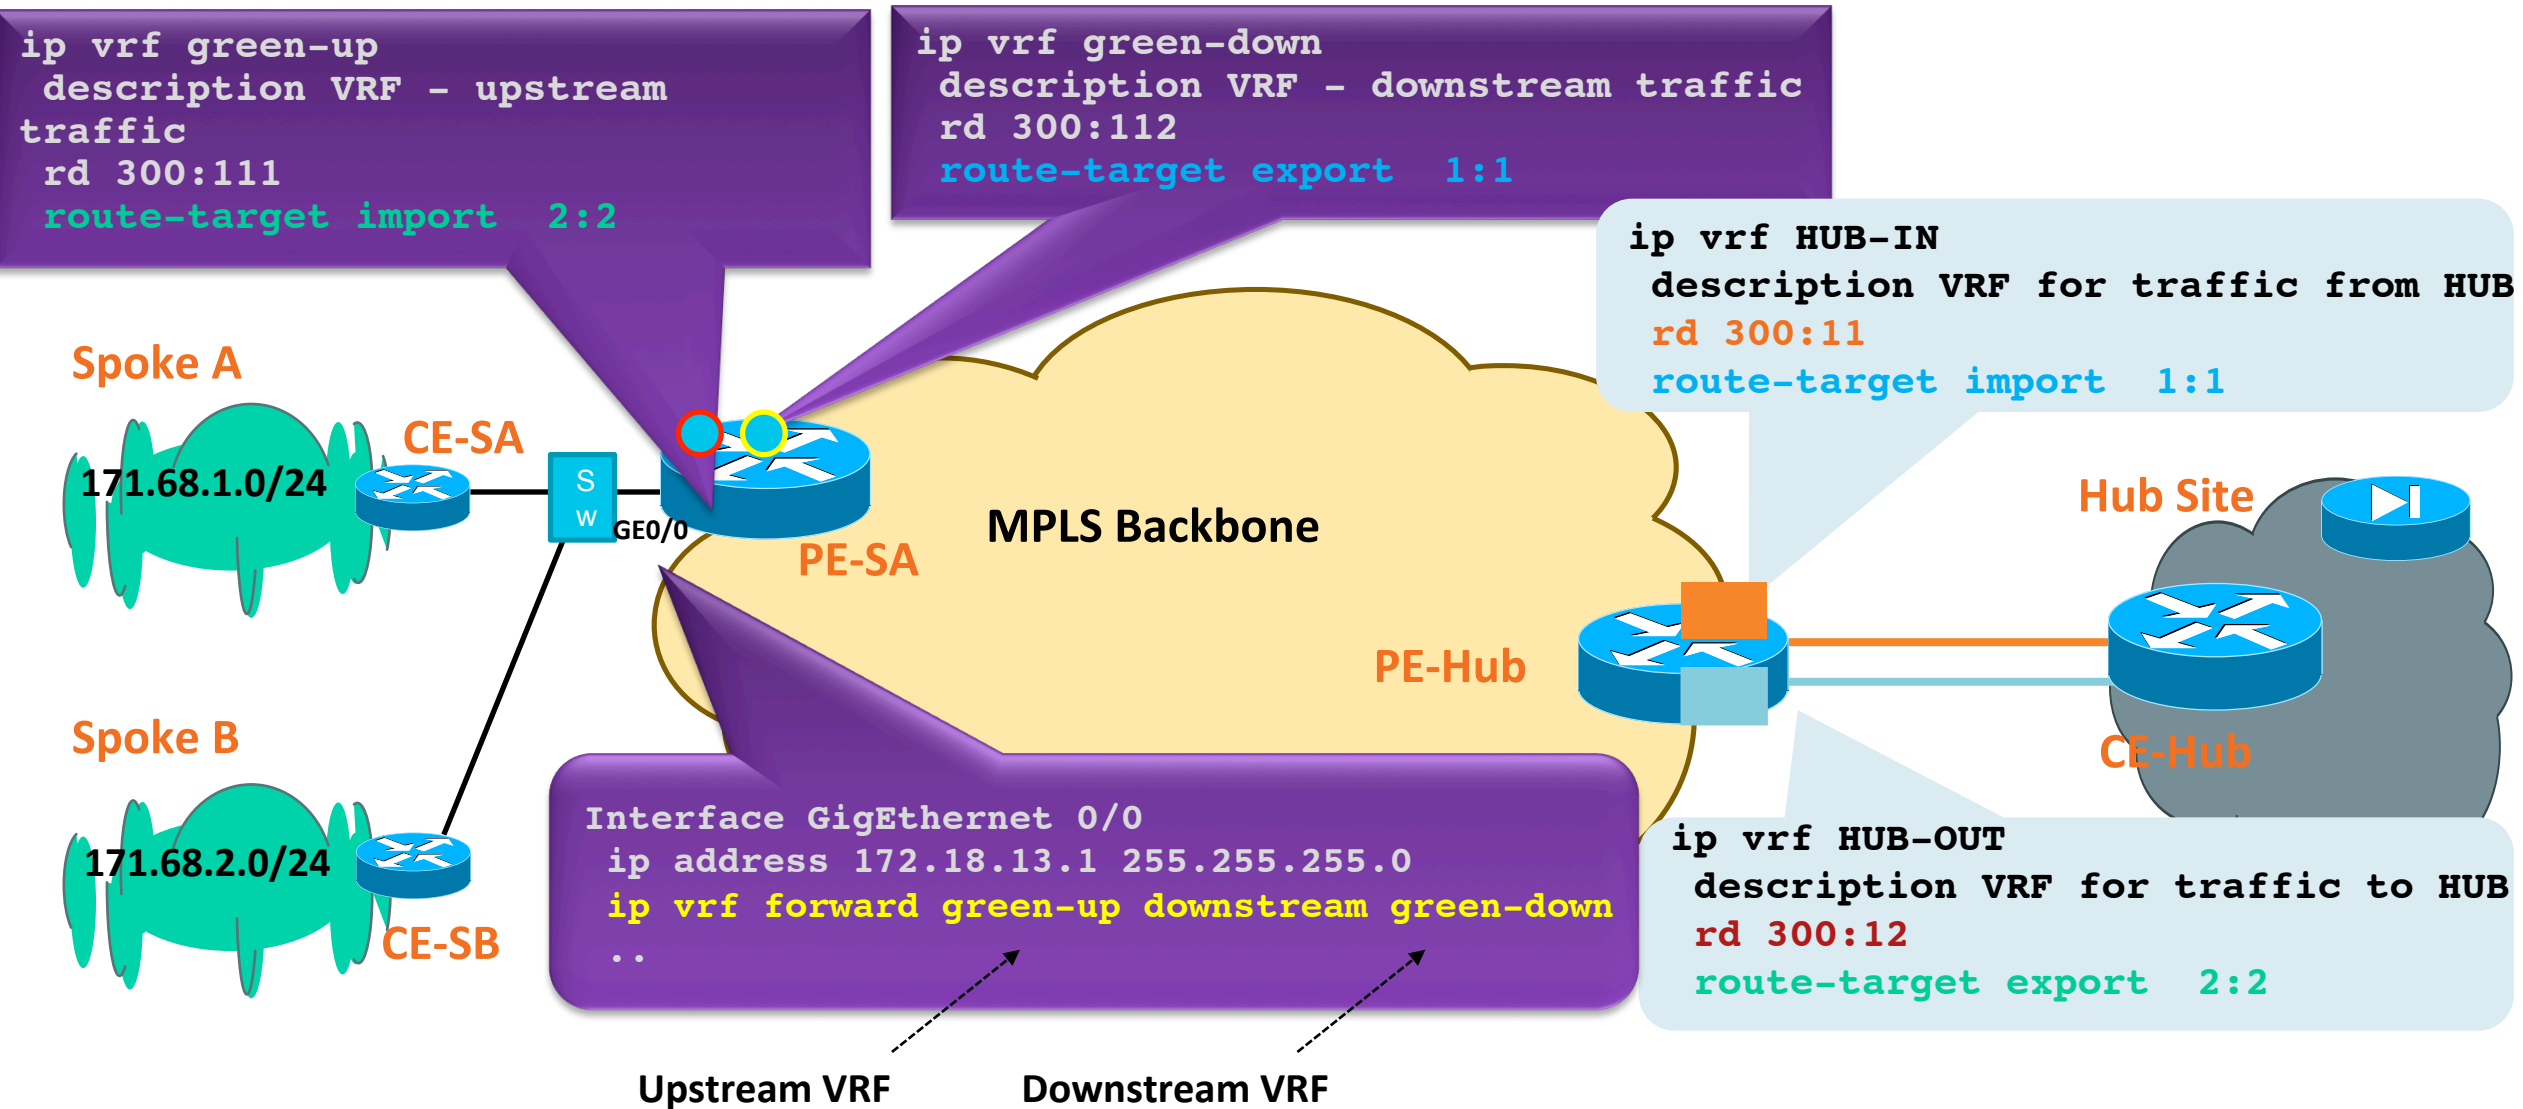 ip vrf green-up
description VRF - upstream
traffic
rd 300:111
route-target import 2:2
ip vrf green-down
description VRF - downstream traffic
rd 300:112
route-target export 1:1
ip vrf HUB-IN
description VRF for traffic from HUB
rd 300:11
route-target import 1:1
Spoke A
171.68.1.0/24
CE-SA
S
W
GE0/0
PE-SA
MPLS Backbone
Hub Site
PE-Hub
CE-Hub
Spoke B
171.68.2.0/24
CE-SB
Interface GigEthernet 0/0
ip address 172.18.13.1 255.255.255.0
ip vrf forward green-up downstream green-down
..
ip vrf HUB-OUT
description VRF for traffic to HUB
rd 300:12
route-target export 2:2
Upstream VRF
Downstream VRF